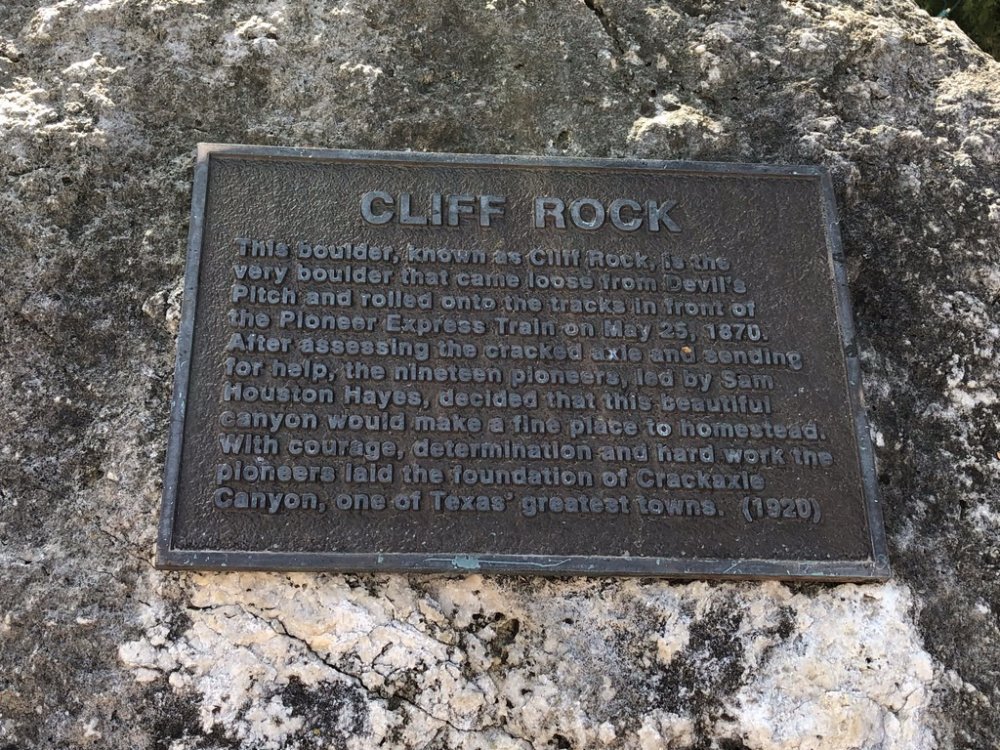 CLIFF ROCK
This boulder, known as Cliff Rock, is the
very boulder that came loose from Devil's
Pitch and rolled onto the tracks in front of
the Pioneer Express Train on May 25, 1870.
After assessing the cracked axle and sending
for help, the nineteen pioneers, led by Sam
Houston Hayes, decided that this beautiful
canyon would make a fine place to homestead.
With courage, determination and hard work the
pioneers laid the foundation of Crackaxle
Canyon, one of Texas' greatest towns. (1920)